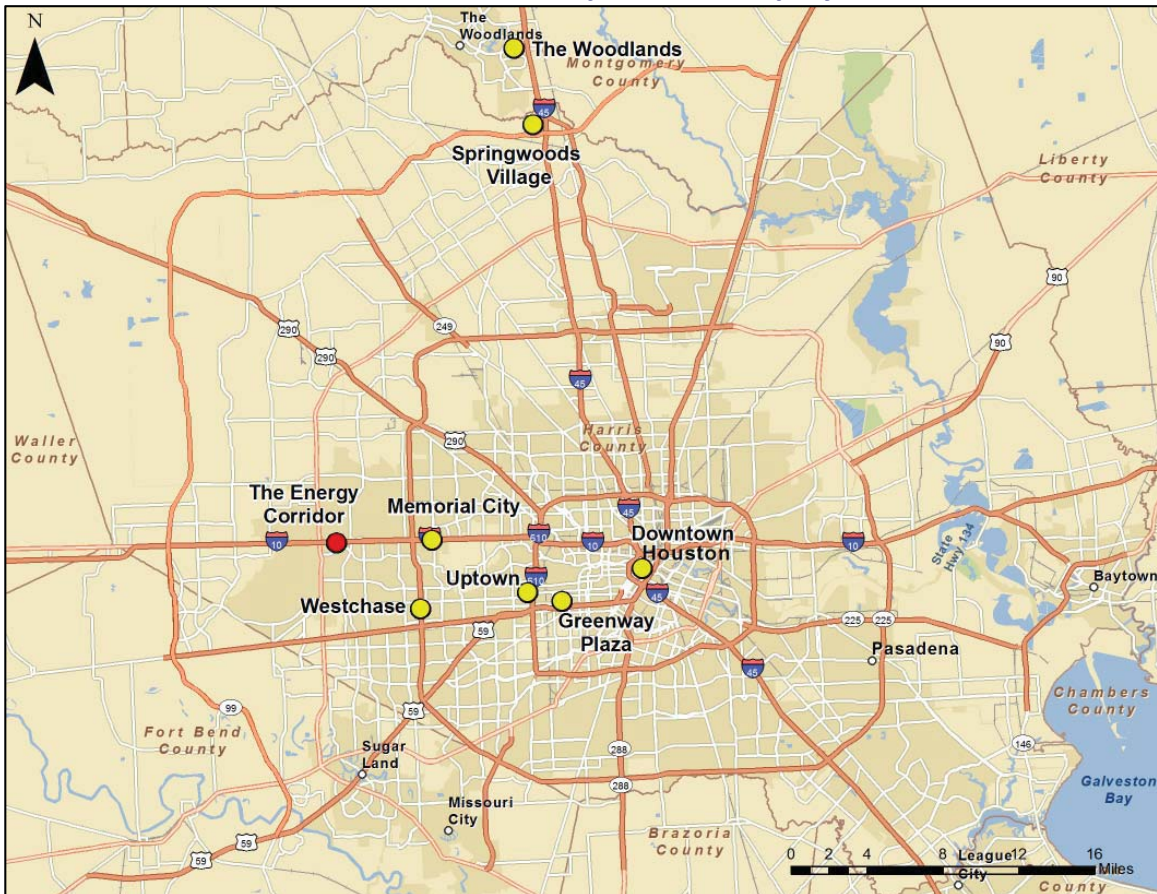 N
The
Woodlands
The Woodlands
Montgomery
County
45
Springwoods
Village
Liberty
County
90
290
249
290
45
90
Waller
County
290
Harris
County
The Energy
Corridor
Memorial City
45
Downtown
Houston
10
610
10
10
State
Hwy 134
Uptown
610
Baytown
Westchase
45
59
Greenway
Plaza
225
225
Pasadena
45
99
59
Chambers
County
Fort Bend
County
Sugar
Land
288
146
Galveston
Bay
288
Missouri
City
59
59
Brazoria
County
0 2 4 8 12 16
Miles
League
City
County